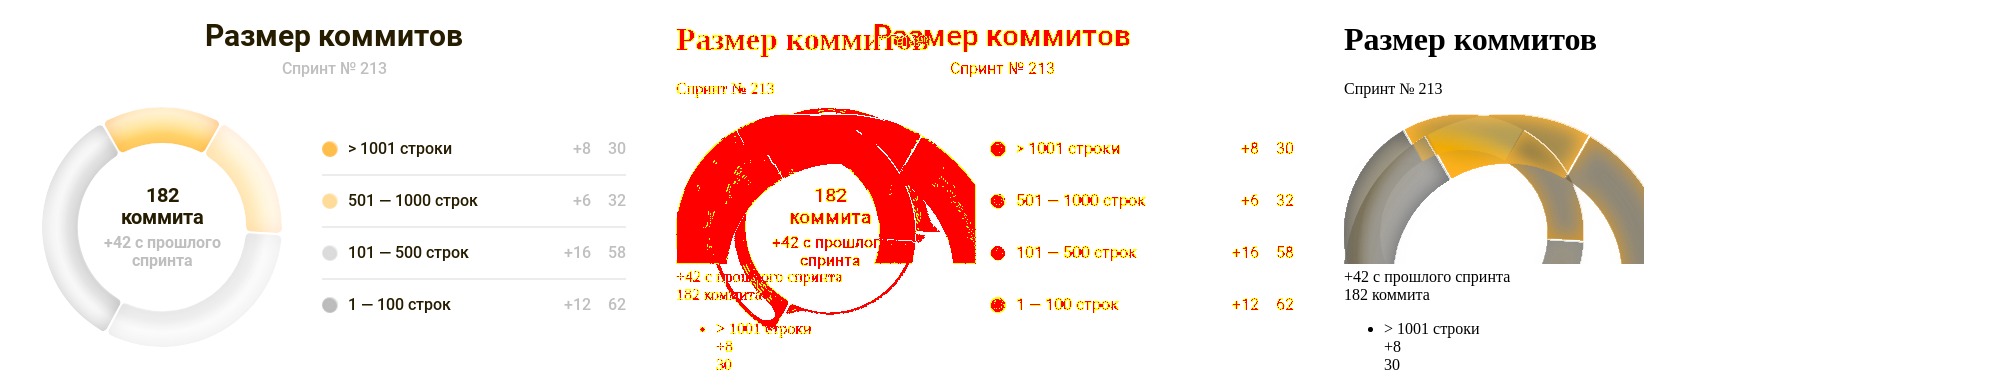 Размер коммитов
Спринт № 213
182
коммита
+42 с прошлого
спринта
> 1001 строки +8 30
501 — 1000 строк +6 32
101 — 500 строк +16 58
1 — 100 строк +12 62
Размер коммитов
Размер коммитов
Спринт № 213
Спринт № 213
182
коммита
+42 с прошлог
спринта
+42 с прошлого спринта
182 коммита
> 1001 строки
+8
30
> 1001 строки +8 30
501 — 1000 строк +6 32
101 — 500 строк +16 58
1 — 100 строк +12 62
Размер коммитов
Спринт № 213
+42 с прошлого спринта
182 коммита
> 1001 строки
+8
30